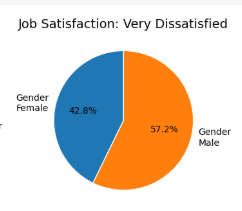 Job Satisfaction: Very Dissatisfied
Gender
Female
42.8%
57.2%
Gender
Male